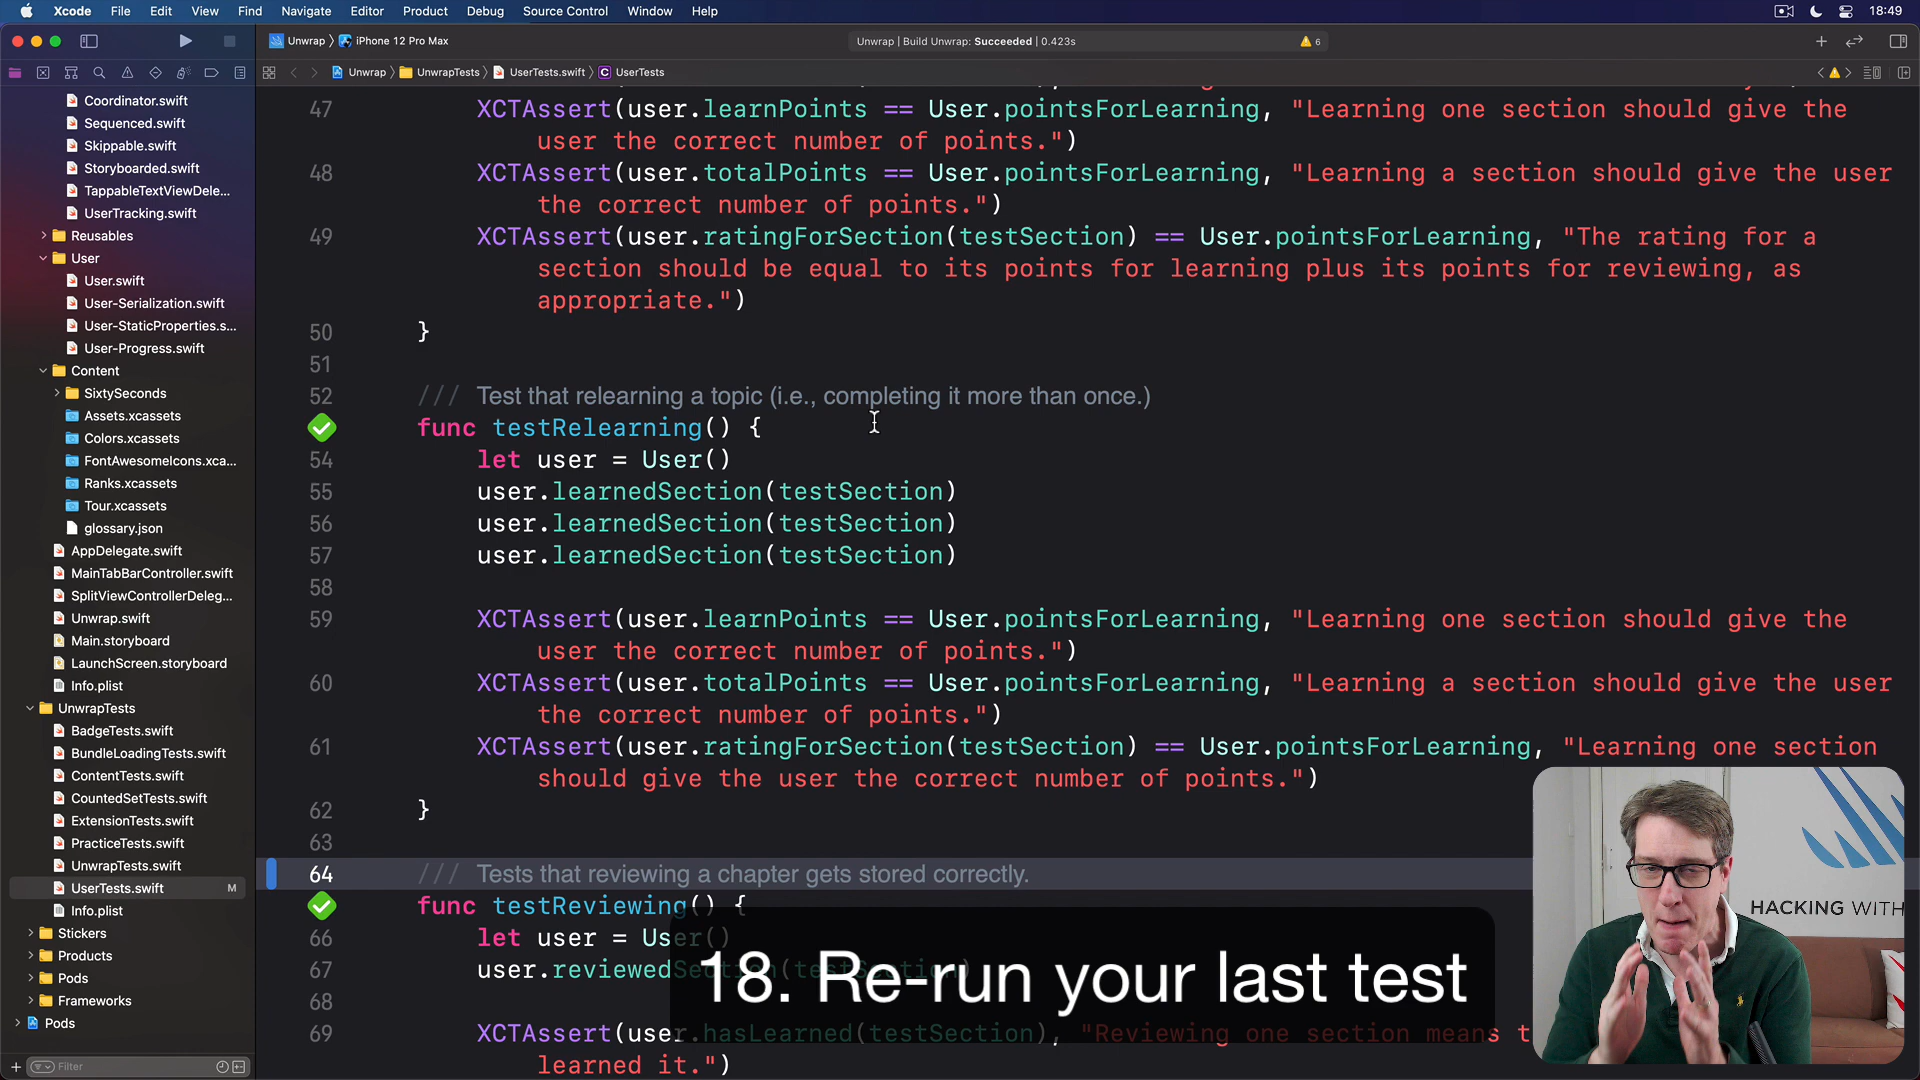 Xcode File Edit View Find Navigate Editor Product Debug Source Control Window Help 18:49
Unwrap iPhone 12 Pro Max Unwrap | Build Unwrap: Succeeded | 0.423s 6
Unwrap UnwrapTests UserTests.swift C UserTests
Coordinator.swift
Sequenced.swift
Skippable.swift
Storyboarded.swift
TappableTextViewDele...
UserTracking.swift
Reusables
User
User.swift
User-Serialization.swift
User-StaticProperties.s...
User-Progress.swift
Content
SixtySeconds
Assets.xcassets
Colors.xcassets
FontAwesomeIcons.xca...
Ranks.xcassets
Tour.xcassets
glossary.json
AppDelegate.swift
MainTabBarController.swift
SplitViewControllerDeleg...
Unwrap.swift
Main.storyboard
LaunchScreen.storyboard
Info.plist
UnwrapTests
BadgeTests.swift
BundleLoadingTests.swift
ContentTests.swift
CountedSetTests.swift
ExtensionTests.swift
PracticeTests.swift
UnwrapTests.swift
UserTests.swift M
Info.plist
Stickers
Products
Pods
Frameworks
Pods
Filter
47 XCTAssert(user.learnPoints == User.pointsForLearning, "Learning one section should give the
user the correct number of points.")
48 XCTAssert(user.totalPoints == User.pointsForLearning, "Learning a section should give the user
the correct number of points.")
49 XCTAssert(user.ratingForSection(testSection) == User.pointsForLearning, "The rating for a
section should be equal to its points for learning plus its points for reviewing, as
appropriate.")
50 }
51
52 /// Test that relearning a topic (i.e., completing it more than once.)
func testRelearning() {
54 let user = User()
55 user.learnedSection(testSection)
56 user.learnedSection(testSection)
57 user.learnedSection(testSection)
58
59 XCTAssert(user.learnPoints == User.pointsForLearning, "Learning one section should give the
user the correct number of points.")
60 XCTAssert(user.totalPoints == User.pointsForLearning, "Learning a section should give the user
the correct number of points.")
61 XCTAssert(user.ratingForSection(testSection) == User.pointsForLearning, "Learning one section
should give the user the correct number of points.")
62 }
63
64 /// Tests that reviewing a chapter gets stored correctly.
func testReviewing() {
66 let user = User()
67 user.reviewedSection(testSection)
68
69 XCTAssert(user.hasLearned(testSection), "Reviewing one section means t
learned it.")
18. Re-run your last test
HACKING WITH